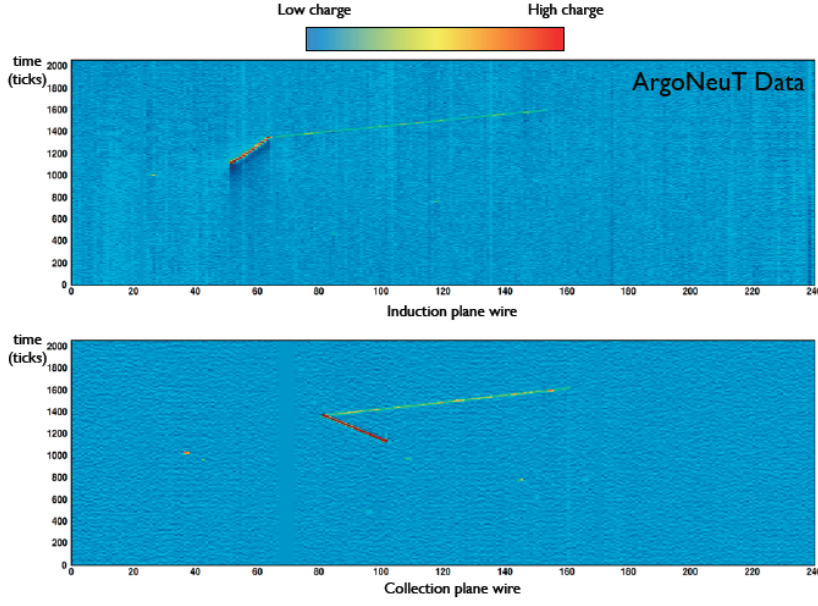 Low charge High charge
time
(ticks)
ArgoNeuT Data
2000
1800
1600
1400
1200
1000
800
600
400
200
0
0 20 40 60 80 100 120 140 160 180 200 220 240
Induction plane wire
time
(ticks)
2000
1800
1600
1400
1200
1000
800
600
400
200
0
0 20 40 60 80 100 120 140 160 180 200 220 240
Collection plane wire